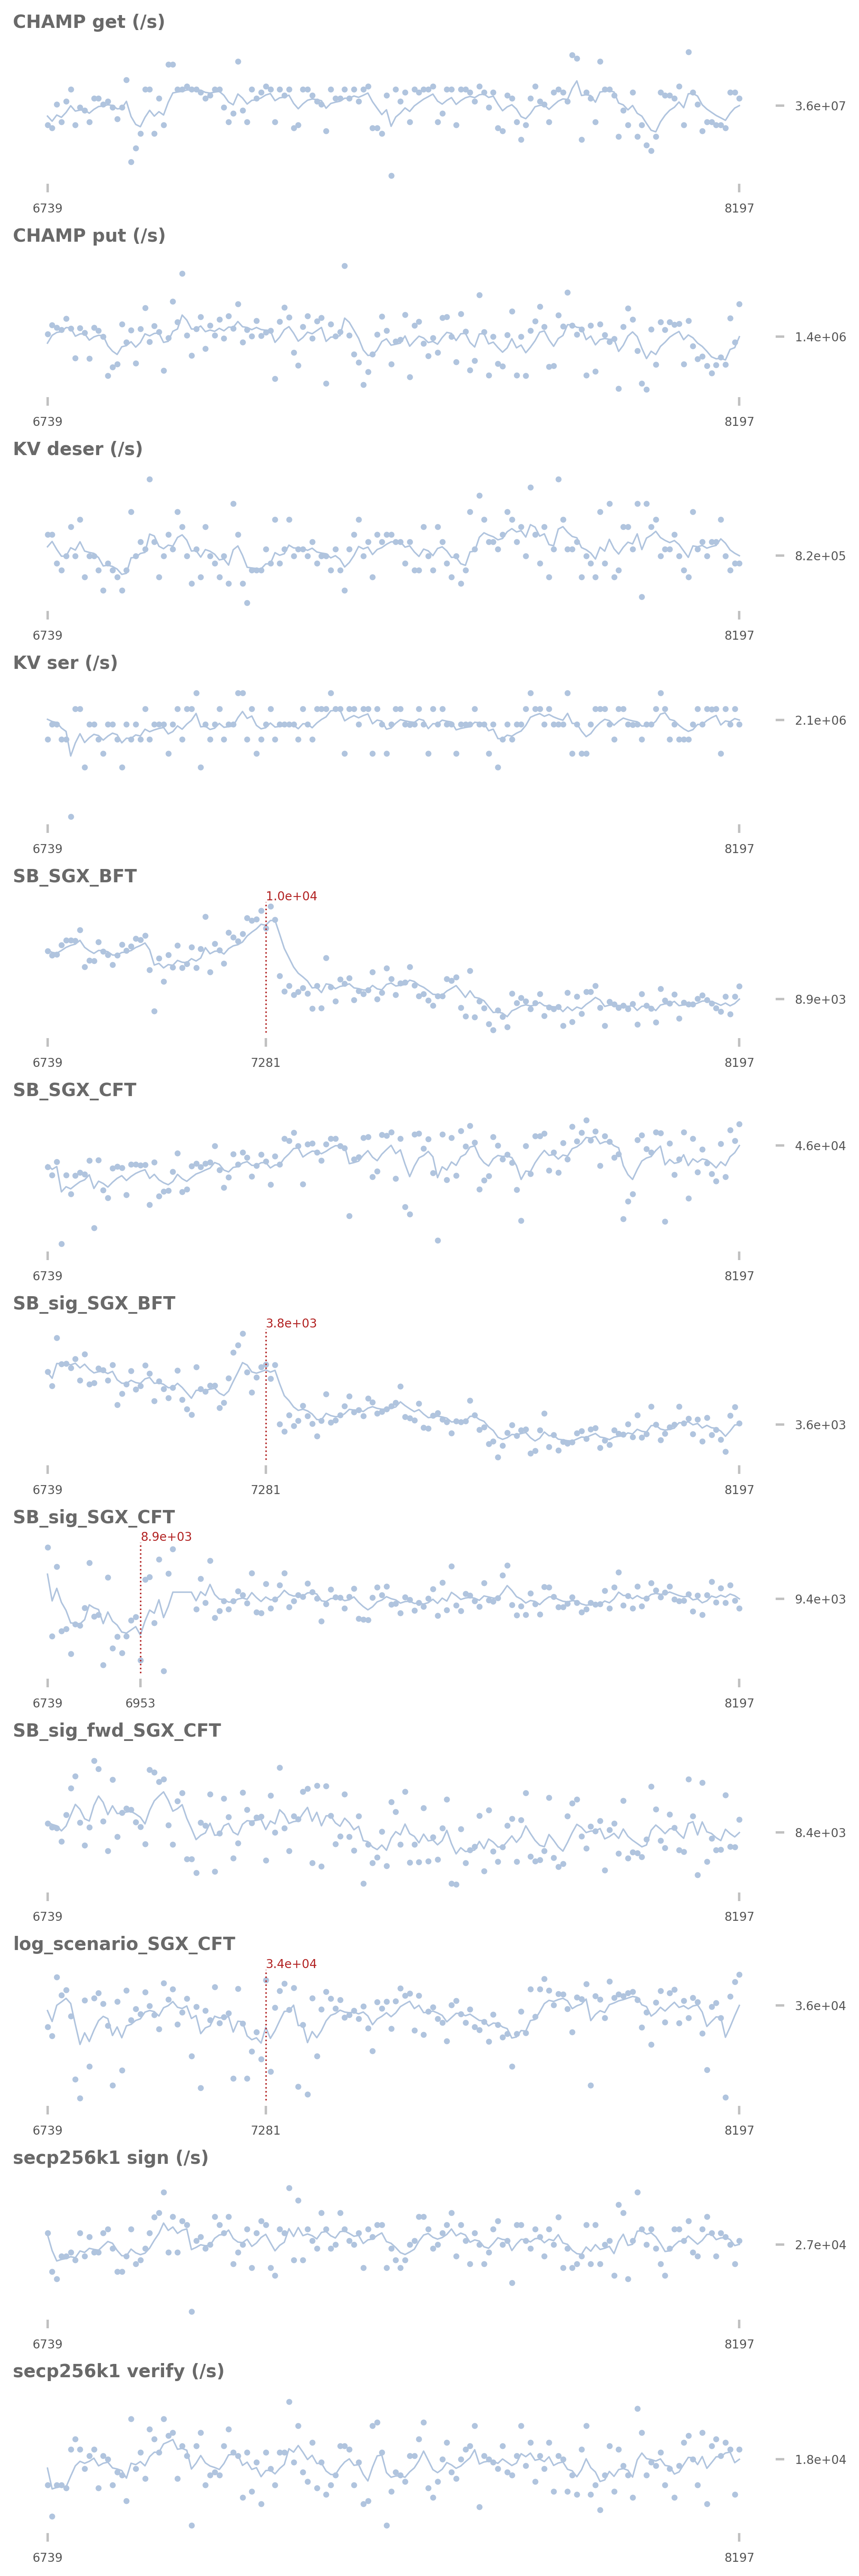 CHAMP get (/s)
3.6e+07
6739 8197
CHAMP put (/s)
1.4e+06
6739 8197
KV deser (/s)
8.2e+05
6739 8197
KV ser (/s)
2.1e+06
6739 8197
SB_SGX_BFT
1.0e+04
8.9e+03
6739 7281 8197
SB_SGX_CFT
4.6e+04
6739 8197
SB_sig_SGX_BFT
3.8e+03
3.6e+03
6739 7281 8197
SB_sig_SGX_CFT
8.9e+03
9.4e+03
6739 6953 8197
SB_sig_fwd_SGX_CFT
8.4e+03
6739 8197
log_scenario_SGX_CFT
3.4e+04
3.6e+04
6739 7281 8197
secp256k1 sign (/s)
2.7e+04
6739 8197
secp256k1 verify (/s)
1.8e+04
6739 8197